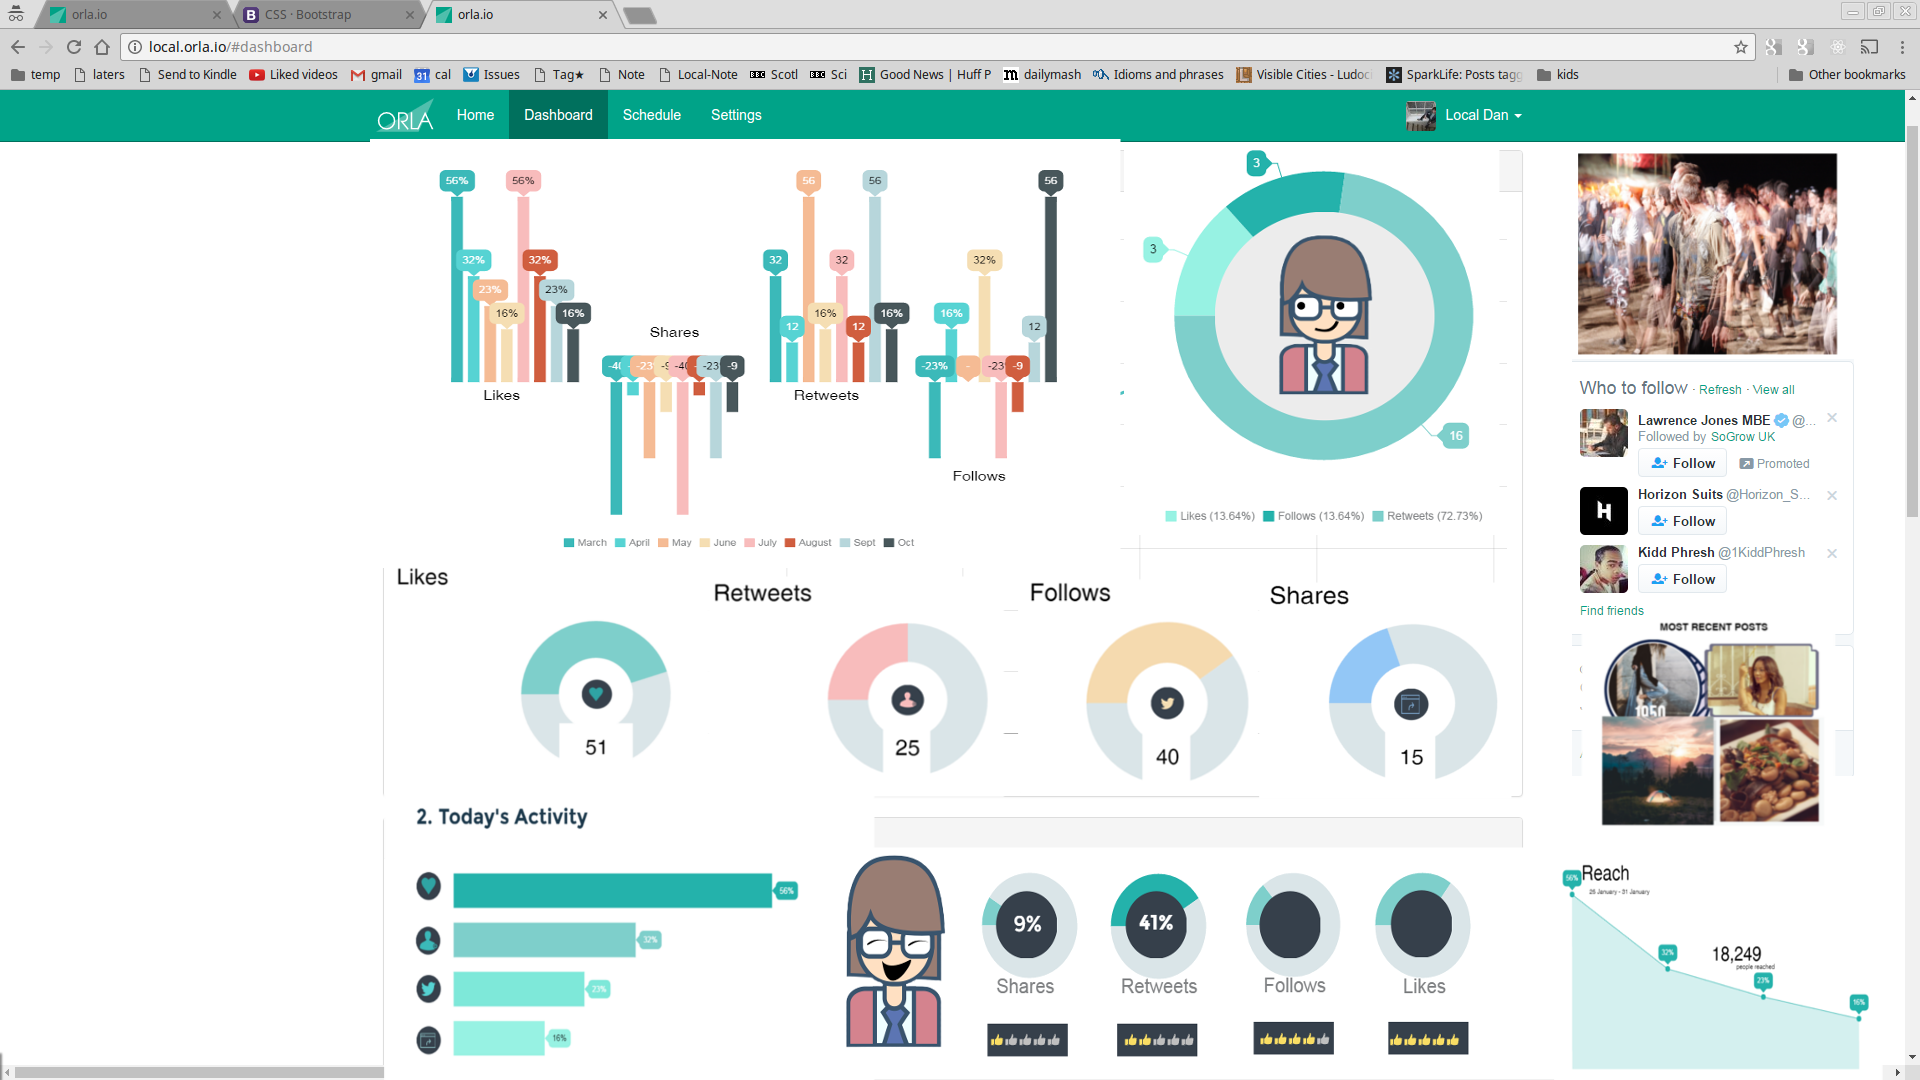 orla.io
CSS · Bootstrap
orla.io
local.orla.io/#dashboard
temp
laters
Send to Kindle
Liked videos
gmail
31 cal
Issues
Tag★
Note
Local-Note
BBC Scotl
BBC Sci
Good News | Huff P
dailymash
Idioms and phrases
Visible Cities - Ludoc
SparkLife: Posts tagg
kids
Other bookmarks
ORLA
Home
Dashboard
Schedule
Settings
Local Dan
56%
32%
23%
16%
56%
32%
23%
16%
Likes
Shares
-23
-9
-23
-9
32
12
56
16%
32
12
56
16%
Retweets
-23%
16%
-
32%
-23
-9
12
56
Follows
March April May June July August Sept Oct
3
3
16
Likes (13.64%) Follows (13.64%) Retweets (72.73%)
Likes
51
Retweets
25
Follows
40
Shares
15
2. Today's Activity
56%
32%
23%
16%
9%
Shares
41%
Retweets
Follows
Likes
Who to follow · Refresh · View all
Lawrence Jones MBE @...
Followed by SoGrow UK
Follow
Promoted
Horizon Suits @Horizon_S...
Follow
Kidd Phresh @1KiddPhresh
Follow
Find friends
MOST RECENT POSTS
1950
Reach
25 January - 31 January
56%
32%
18,249
people reached
23%
16%